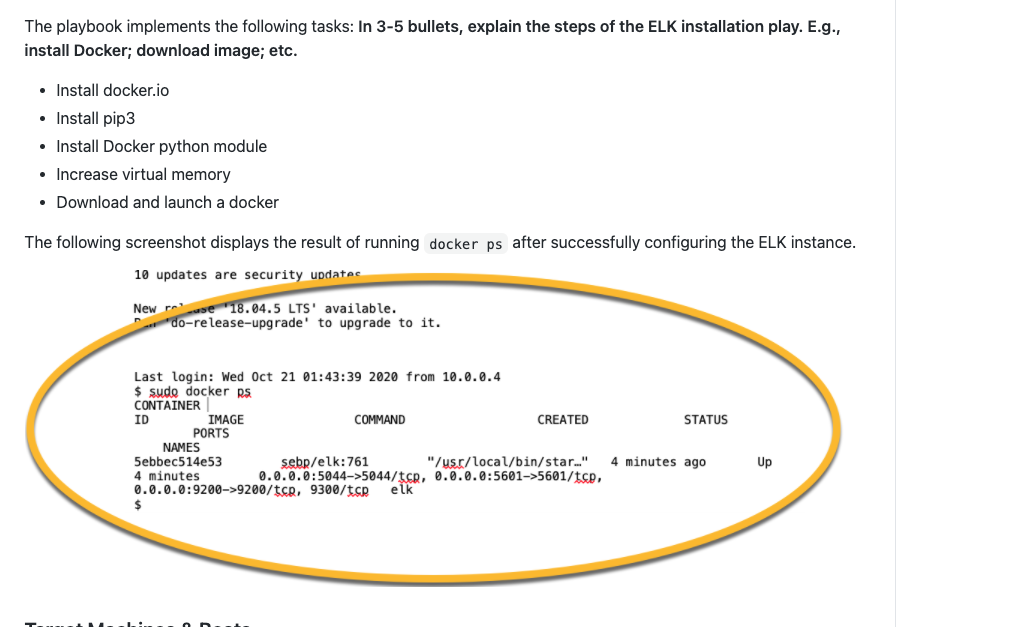 The playbook implements the following tasks: In 3-5 bullets, explain the steps of the ELK installation play. E.g.,
install Docker; download image; etc.
• Install docker.io
• Install pip3
• Install Docker python module
• Increase virtual memory
• Download and launch a docker
The following screenshot displays the result of running docker ps after successfully configuring the ELK instance.
10 updates are security updates
New release '18.04.5 LTS' available.
Run 'do-release-upgrade' to upgrade to it.
Last login: Wed Oct 21 01:43:39 2020 from 10.0.0.4
$ sudo docker ps
CONTAINER
ID IMAGE COMMAND CREATED STATUS
PORTS
NAMES
5ebbec514e53 sebp/elk:761 "/usr/local/bin/star…" 4 minutes ago Up
4 minutes 0.0.0.0:5044->5044/tcp, 0.0.0.0:5601->5601/tcp,
0.0.0.0:9200->9200/tcp, 9300/tcp elk
$
Target Machines & Beats